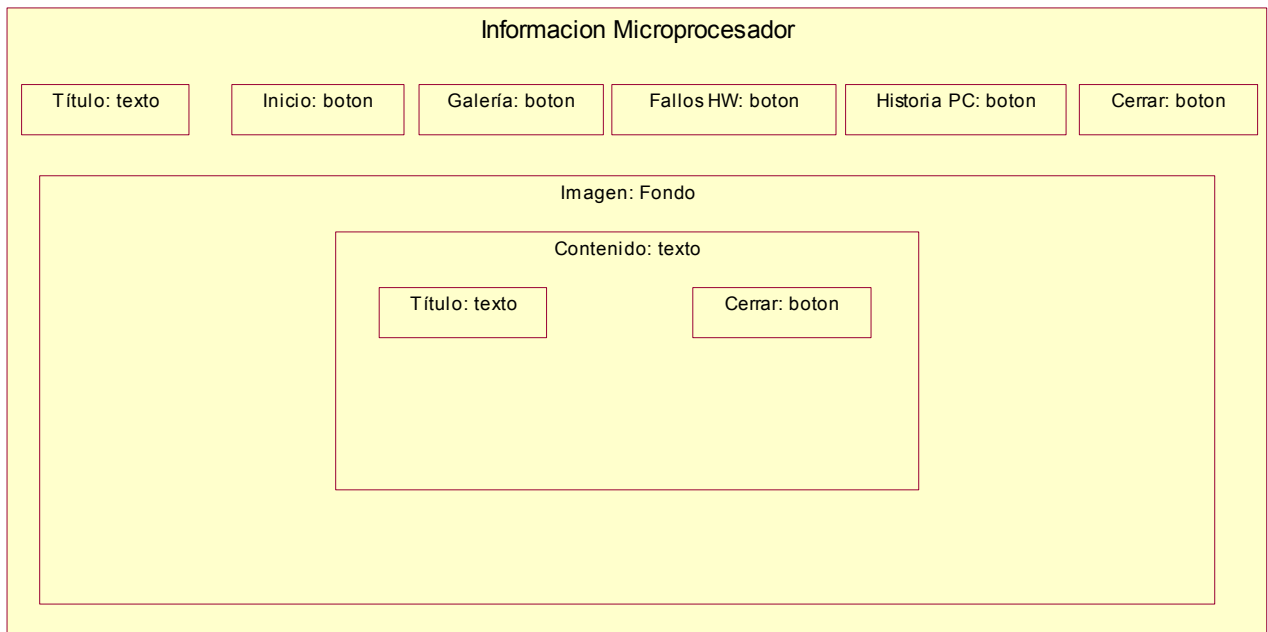 Informacion Microprocesador
Título: texto
Inicio: boton
Galería: boton
Fallos HW: boton
Historia PC: boton
Cerrar: boton
Imagen: Fondo
Contenido: texto
Título: texto
Cerrar: boton